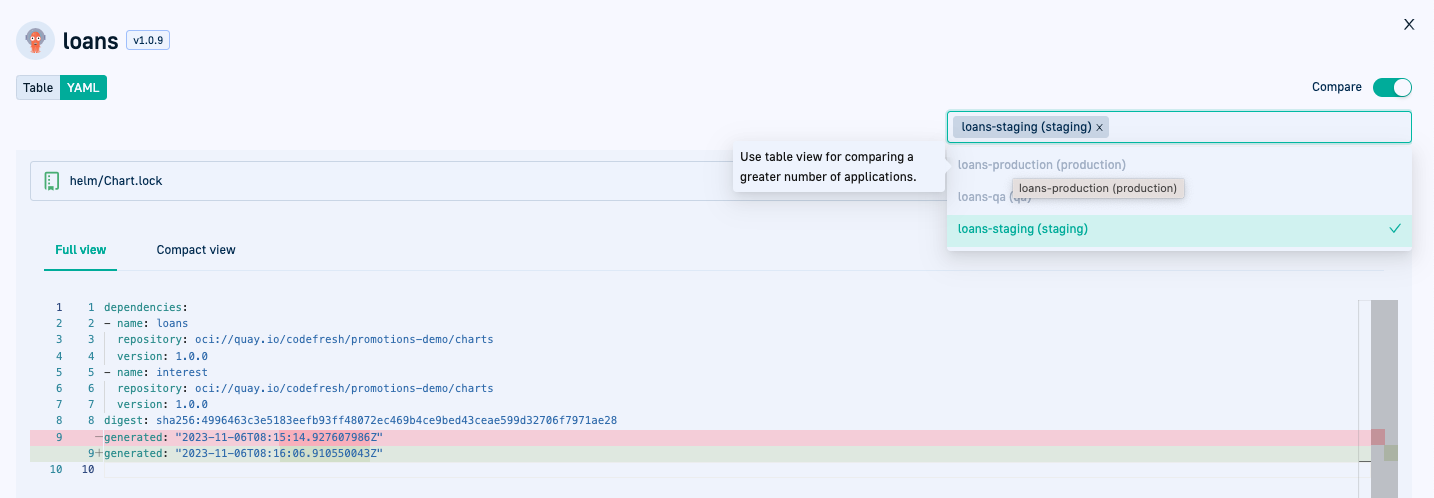 loans v1.0.9
X
Table YAML
Compare
loans-staging (staging) x
Use table view for comparing a
greater number of applications.
loans-production (production)
loans-production (production)
loans-qa (qa)
loans-staging (staging)
helm/Chart.lock
Full view Compact view
1 1 dependencies:
2 2 - name: loans
3 3 repository: oci://quay.io/codefresh/promotions-demo/charts
4 4 version: 1.0.0
5 5 - name: interest
6 6 repository: oci://quay.io/codefresh/promotions-demo/charts
7 7 version: 1.0.0
8 8 digest: sha256:4996463c3e5183eefb93ff48072ec469b4ce9bed43ceae599d32706f7971ae28
9 -generated: "2023-11-06T08:15:14.927607986Z"
9+generated: "2023-11-06T08:16:06.910550043Z"
10 10